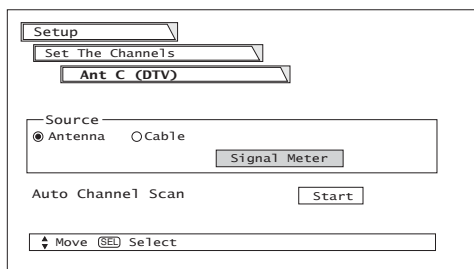 Setup
Set The Channels
Ant C (DTV)
Source
Antenna Cable
Signal Meter
Auto Channel Scan Start
Move SEL Select